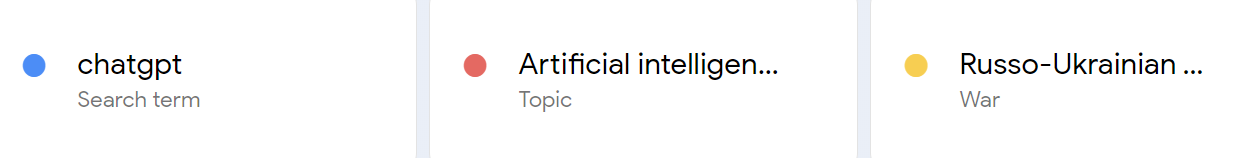 chatgpt
Search term
Artificial intelligen...
Topic
Russo-Ukrainian ...
War